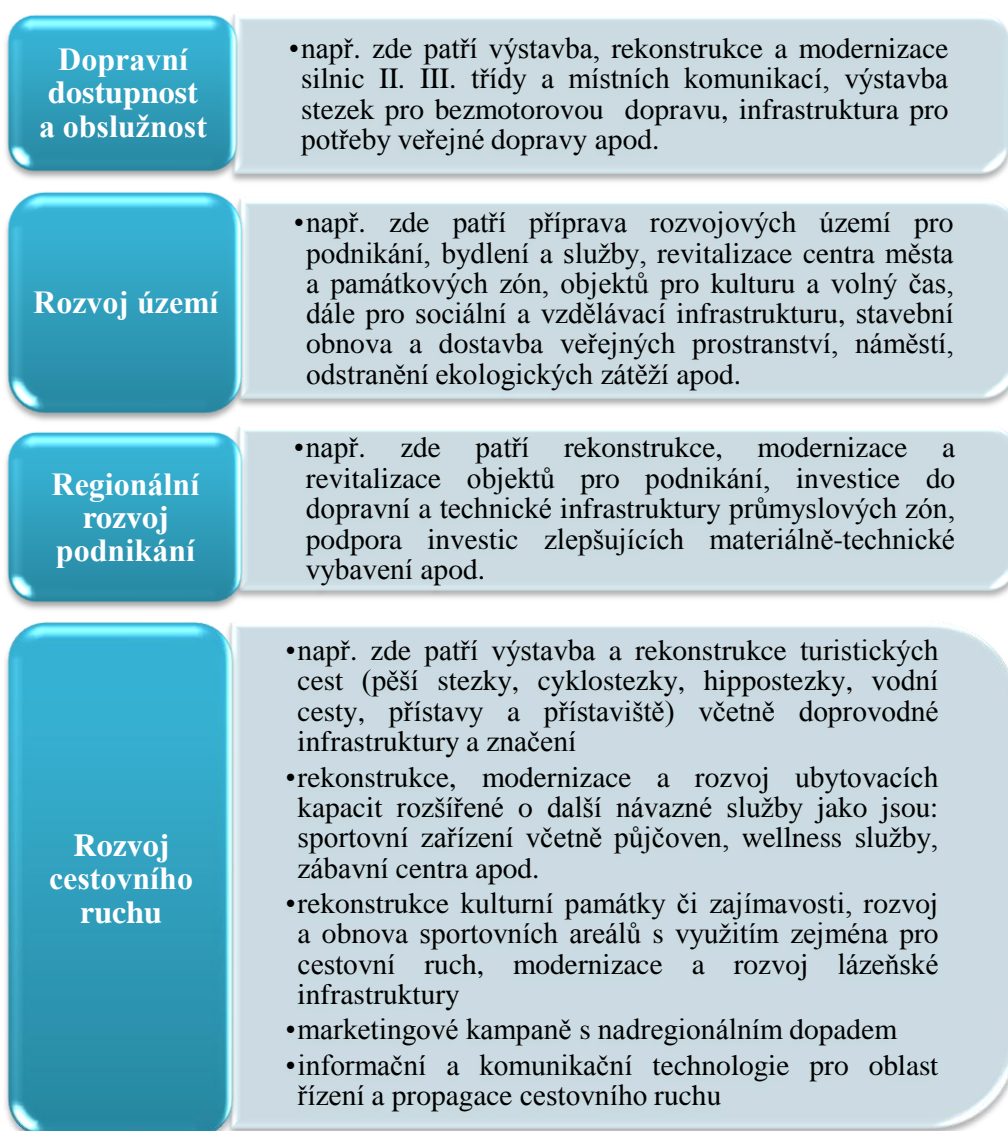 Dopravní
dostupnost
a obslužnost
•např. zde patří výstavba, rekonstrukce a modernizace
silnic II. III. třídy a místních komunikací, výstavba
stezek pro bezmotorovou dopravu, infrastruktura pro
potřeby veřejné dopravy apod.
Rozvoj území
•např. zde patří příprava rozvojových území pro
podnikání, bydlení a služby, revitalizace centra města
a památkových zón, objektů pro kulturu a volný čas,
dále pro sociální a vzdělávací infrastrukturu, stavební
obnova a dostavba veřejných prostranství, náměstí,
odstranění ekologických zátěží apod.
Regionální
rozvoj
podnikání
•např. zde patří rekonstrukce, modernizace a
revitalizace objektů pro podnikání, investice do
dopravní a technické infrastruktury průmyslových zón,
podpora investic zlepšujících materiálně-technické
vybavení apod.
Rozvoj
cestovního
ruchu
•např. zde patří výstavba a rekonstrukce turistických
cest (pěší stezky, cyklostezky, hippostezky, vodní
cesty, přístavy a přístaviště) včetně doprovodné
infrastruktury a značení
•rekonstrukce, modernizace a rozvoj ubytovacích
kapacit rozšířené o další návazné služby jako jsou:
sportovní zařízení včetně půjčoven, wellness služby,
zábavní centra apod.
•rekonstrukce kulturní památky či zajímavosti, rozvoj
a obnova sportovních areálů s využitím zejména pro
cestovní ruch, modernizace a rozvoj lázeňské
infrastruktury
•marketingové kampaně s nadregionálním dopadem
•informační a komunikační technologie pro oblast
řízení a propagace cestovního ruchu